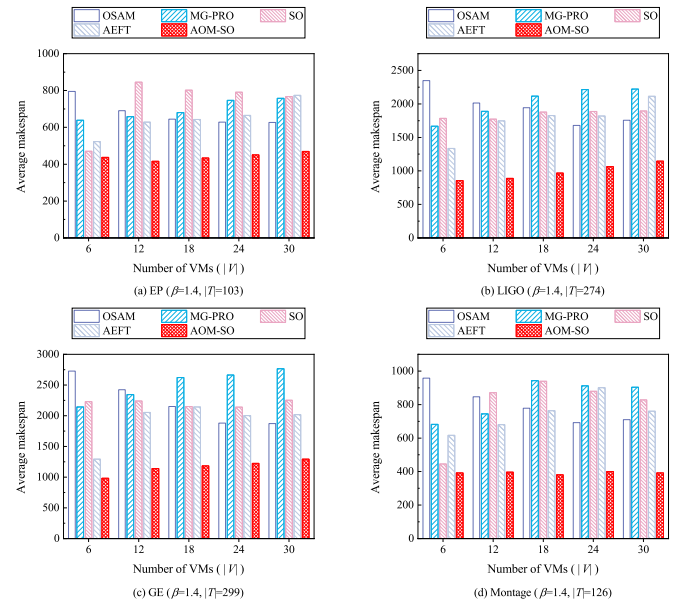 OSAM MG-PRO SO
AEFT AOM-SO
1000
800
600
400
200
0
Average makespan
6 12 18 24 30
Number of VMs ( |V| )
(a) EP ( β=1.4, |T|=103)
OSAM MG-PRO SO
AEFT AOM-SO
2500
2250
2000
1750
1500
1250
1000
750
500
250
0
Average makespan
6 12 18 24 30
Number of VMs ( |V| )
(b) LIGO ( β=1.4, |T|=274)
OSAM MG-PRO SO
AEFT AOM-SO
3000
2500
2000
1500
1000
500
0
Average makespan
6 12 18 24 30
Number of VMs ( |V| )
(c) GE ( β=1.4, |T|=299)
OSAM MG-PRO SO
AEFT AOM-SO
1000
800
600
400
200
0
Average makespan
6 12 18 24 30
Number of VMs ( |V| )
(d) Montage ( β=1.4, |T|=126)